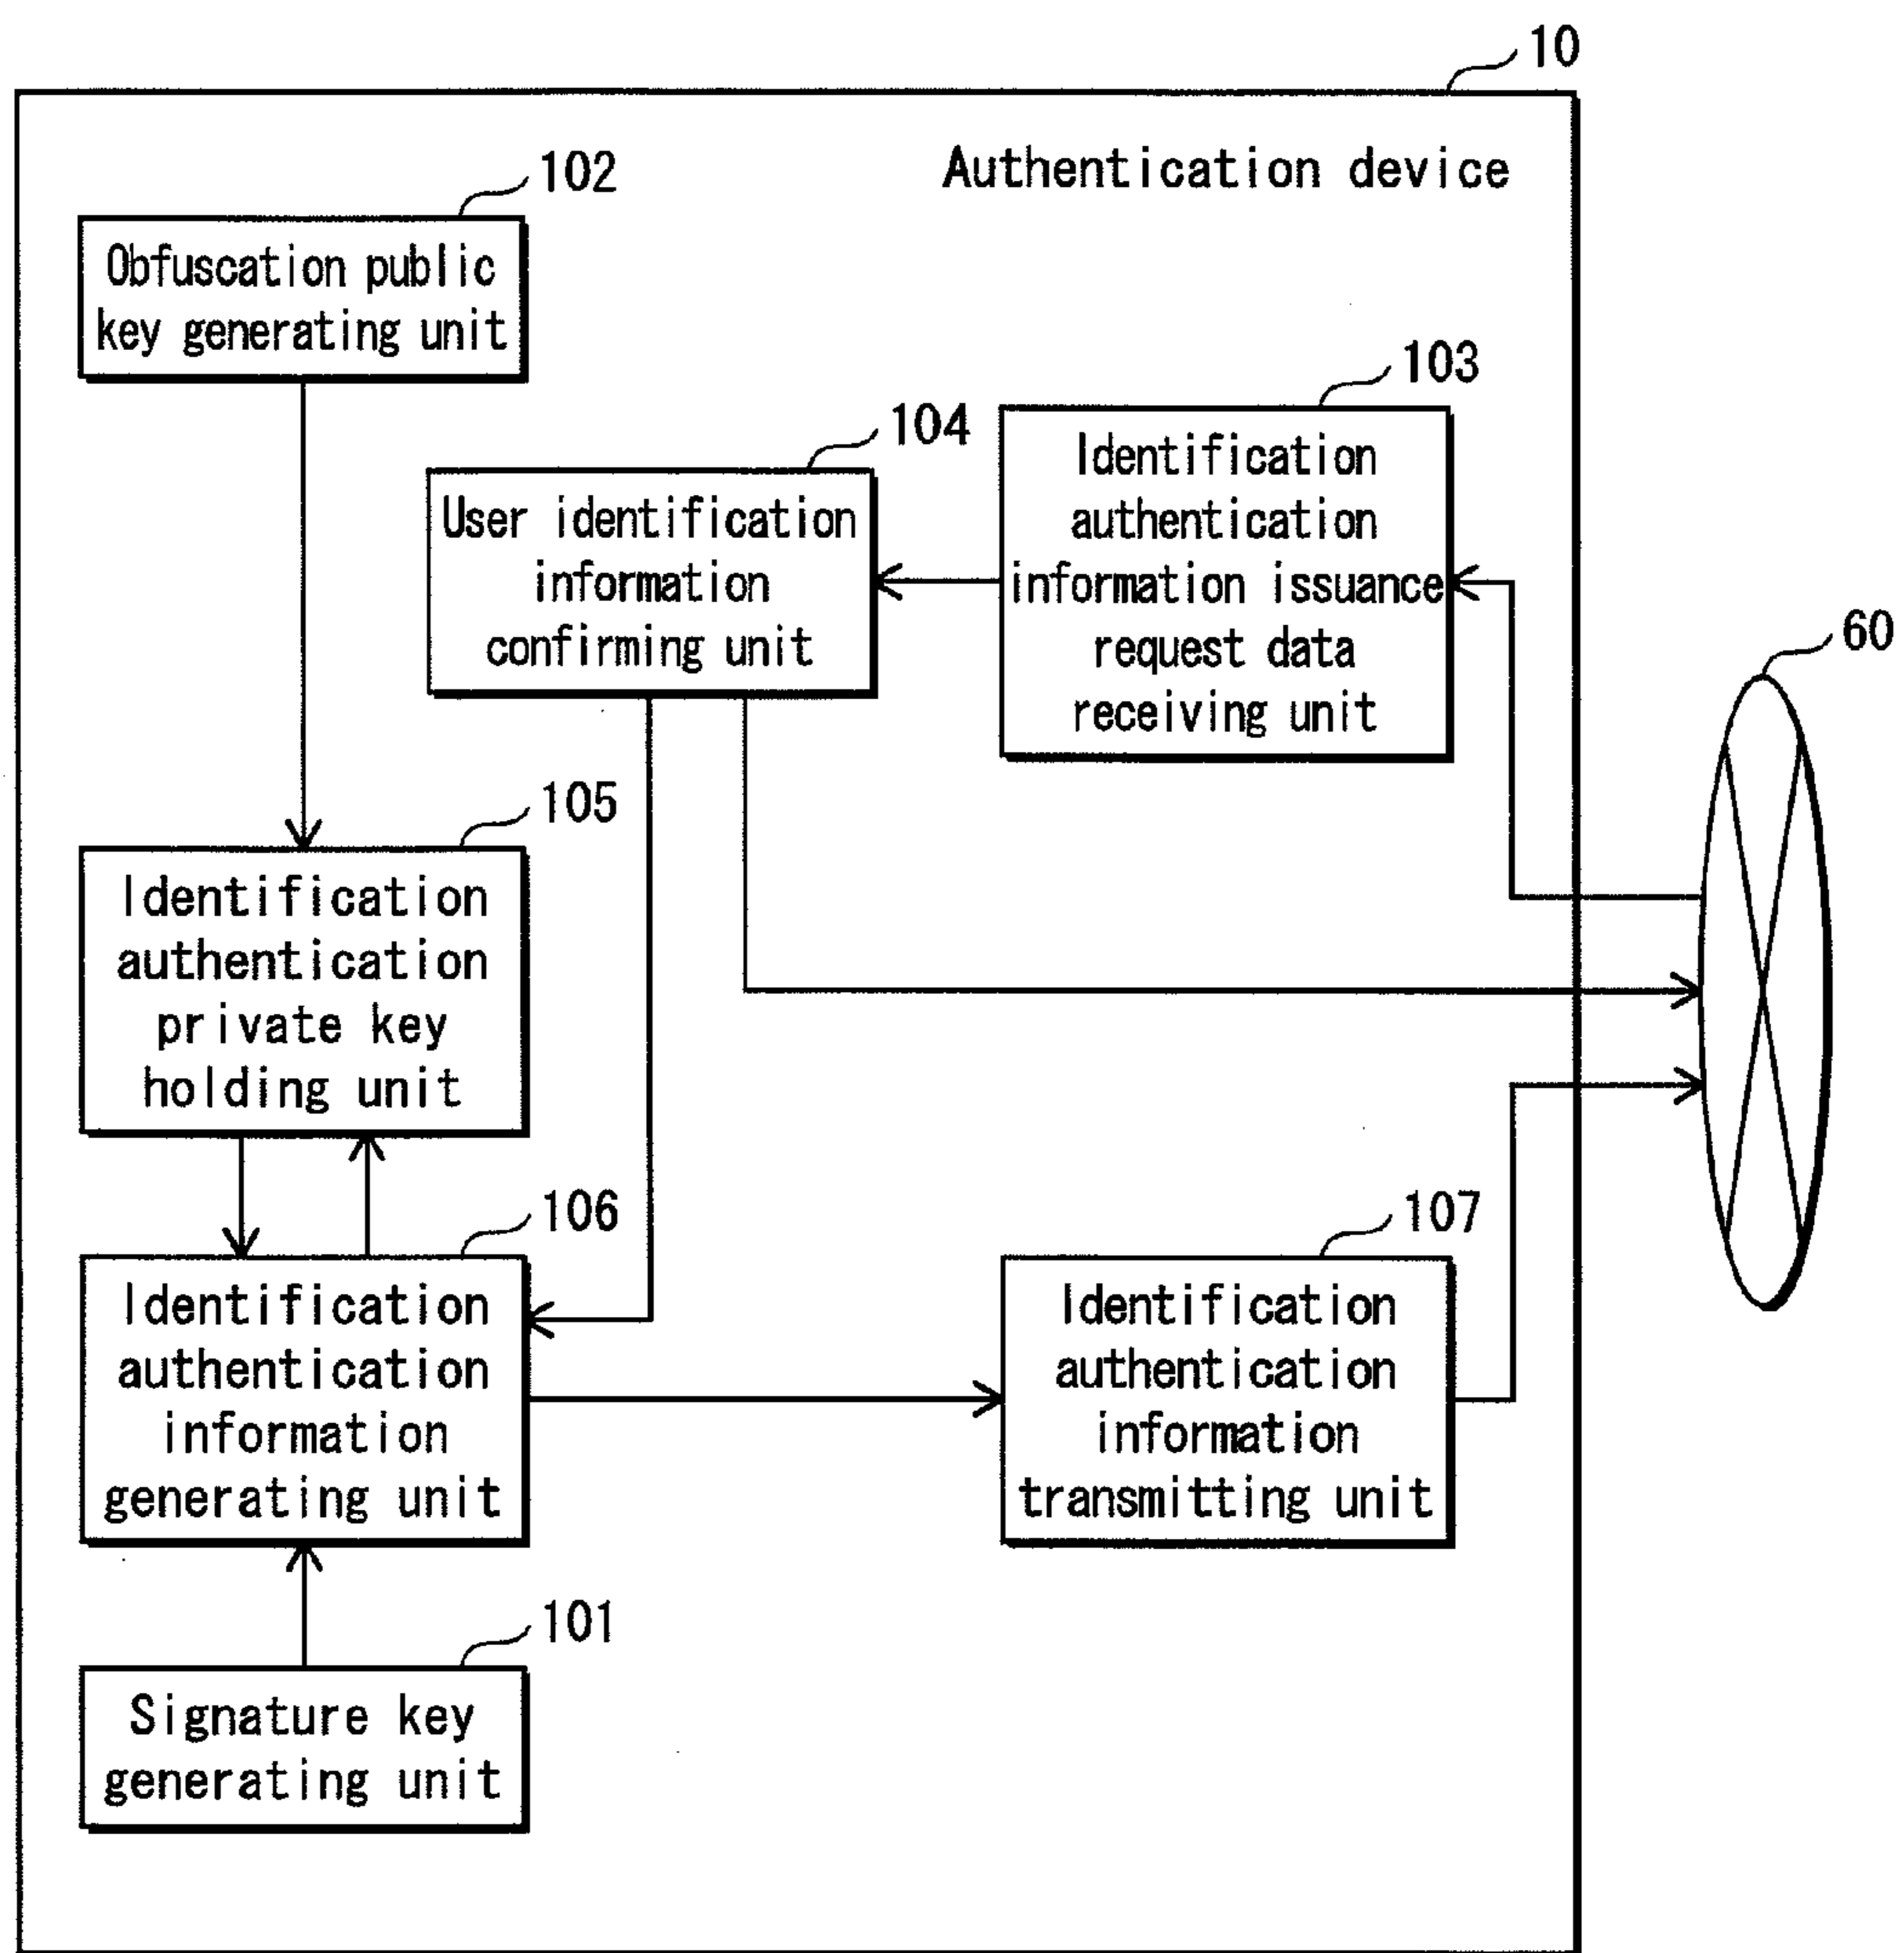 10
Authentication device
102
Obfuscation public
key generating unit
103
Identification
authentication
information issuance
request data
receiving unit
104
User identification
information
confirming unit
60
105
Identification
authentication
private key
holding unit
106
Identification
authentication
information
generating unit
107
Identification
authentication
information
transmitting unit
101
Signature key
generating unit